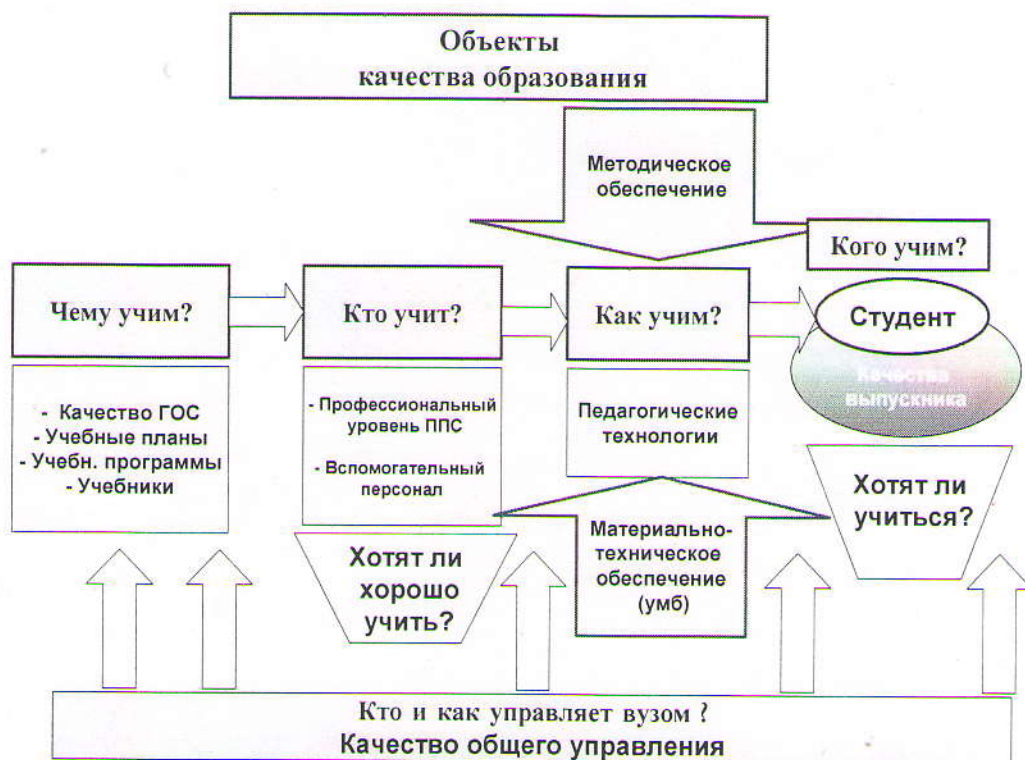 Объекты
качества образования
Методическое
обеспечение
Кого учим?
Чему учим?
Кто учит?
Как учим?
Студент
Качества
выпускника
- Качество ГОС
- Учебные планы
- Учебн. программы
- Учебники
- Профессиональный
уровень ППС
- Вспомогательный
персонал
Педагогические
технологии
Хотят ли
учиться?
Хотят ли
хорошо
учить?
Материально-
техническое
обеспечение
(умб)
Кто и как управляет вузом ?
Качество общего управления